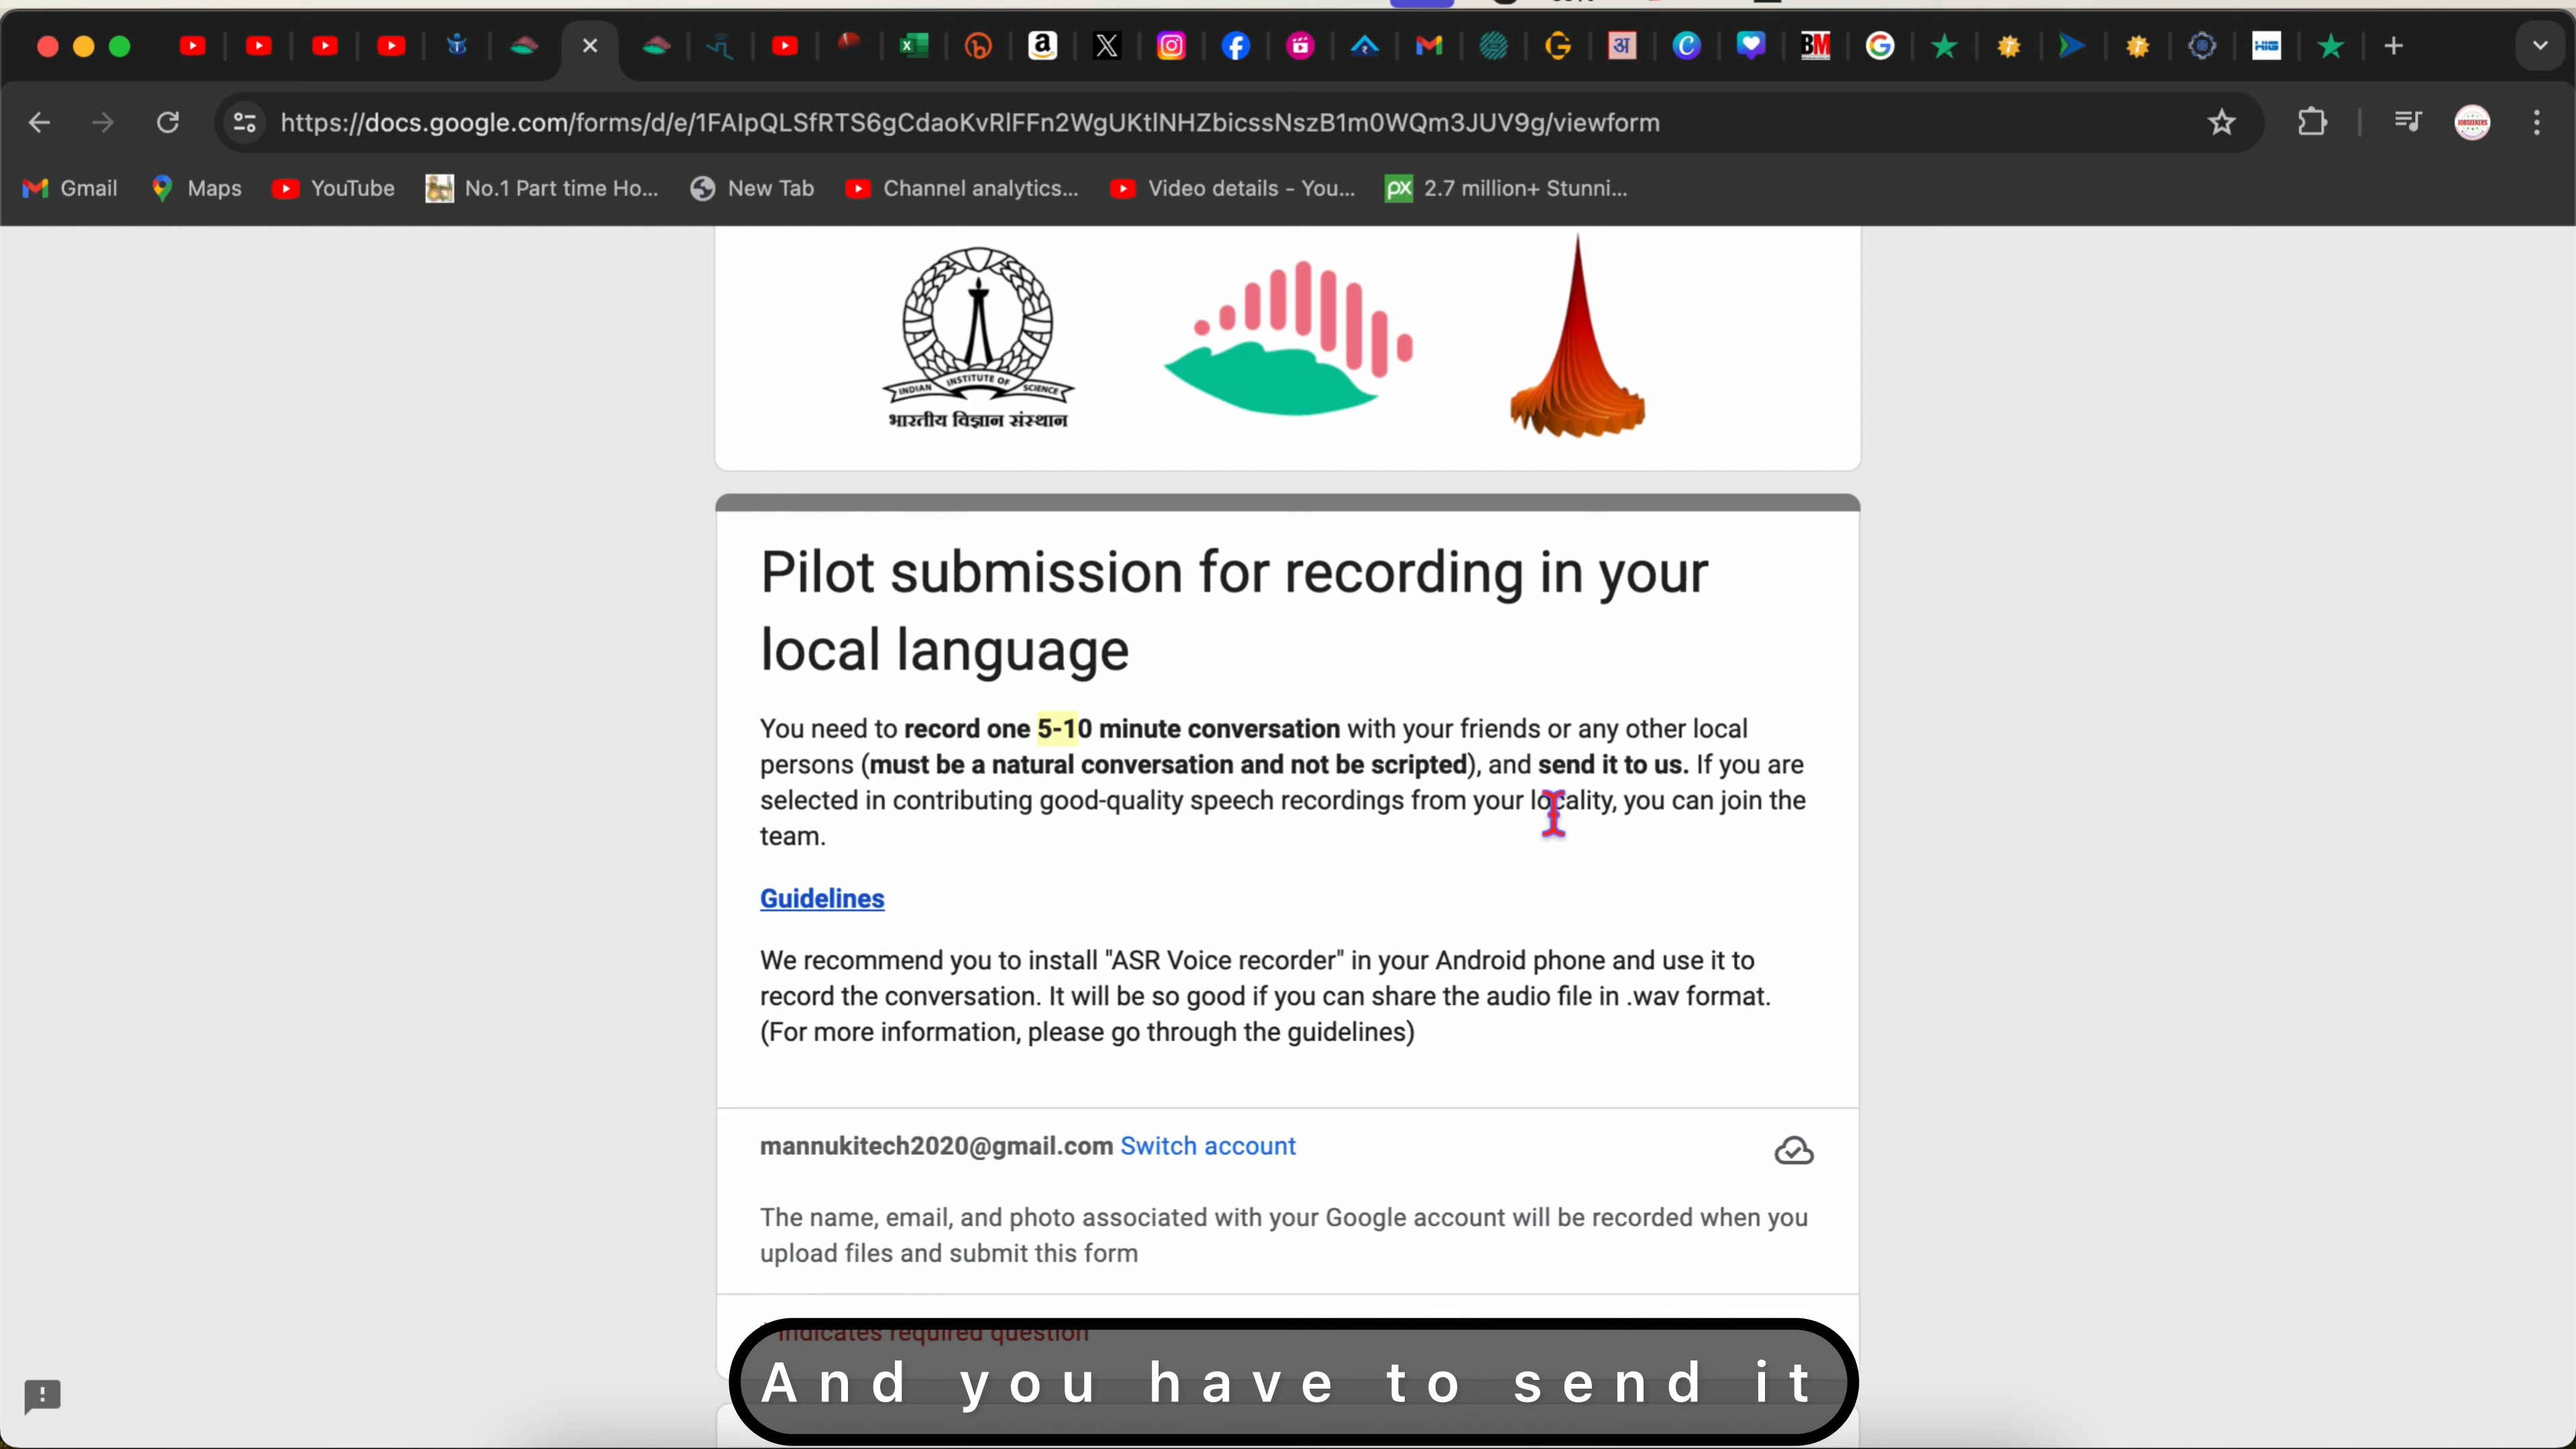 https://docs.google.com/forms/d/e/1FAIpQLSfRTS6gCdaoKvRlFFn2WgUKtlNHZbicssNszB1m0WQm3JUV9g/viewform
Gmail Maps YouTube No.1 Part time Ho... New Tab Channel analytics... Video details - You... 2.7 million+ Stunni...
INDIAN INSTITUTE OF SCIENCE
भारतीय विज्ञान संस्थान
Pilot submission for recording in your
local language
You need to record one 5-10 minute conversation with your friends or any other local
persons (must be a natural conversation and not be scripted), and send it to us. If you are
selected in contributing good-quality speech recordings from your locality, you can join the
team.
Guidelines
We recommend you to install "ASR Voice recorder" in your Android phone and use it to
record the conversation. It will be so good if you can share the audio file in .wav format.
(For more information, please go through the guidelines)
mannukitech2020@gmail.com Switch account
The name, email, and photo associated with your Google account will be recorded when you
upload files and submit this form
* Indicates required question
And you have to send it